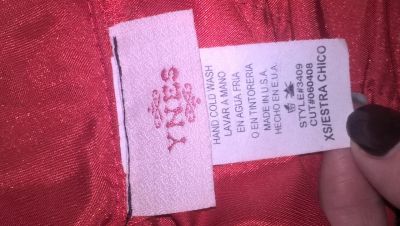 YNES
HAND COLD WASH
LAVAR A MANO
EN AGUA FRIA
O EN TINTORERIA
MADE IN U.S.A.
HECHO EN E.U.A.
STYLE#3409
CUT#060408
XS/ESTRA CHICO